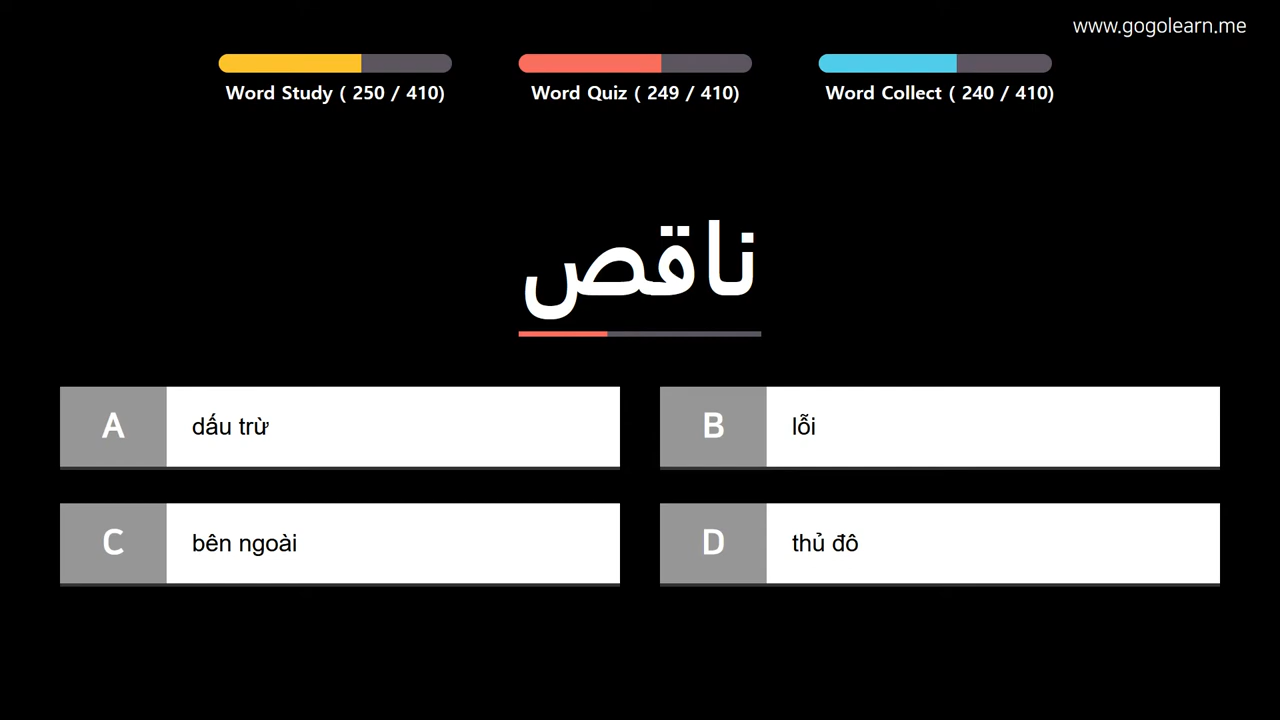 www.gogolearn.me
Word Study ( 250 / 410)
Word Quiz ( 249 / 410)
Word Collect ( 240 / 410)
ناقص
A
dấu trừ
B
lỗi
C
bên ngoài
D
thủ đô